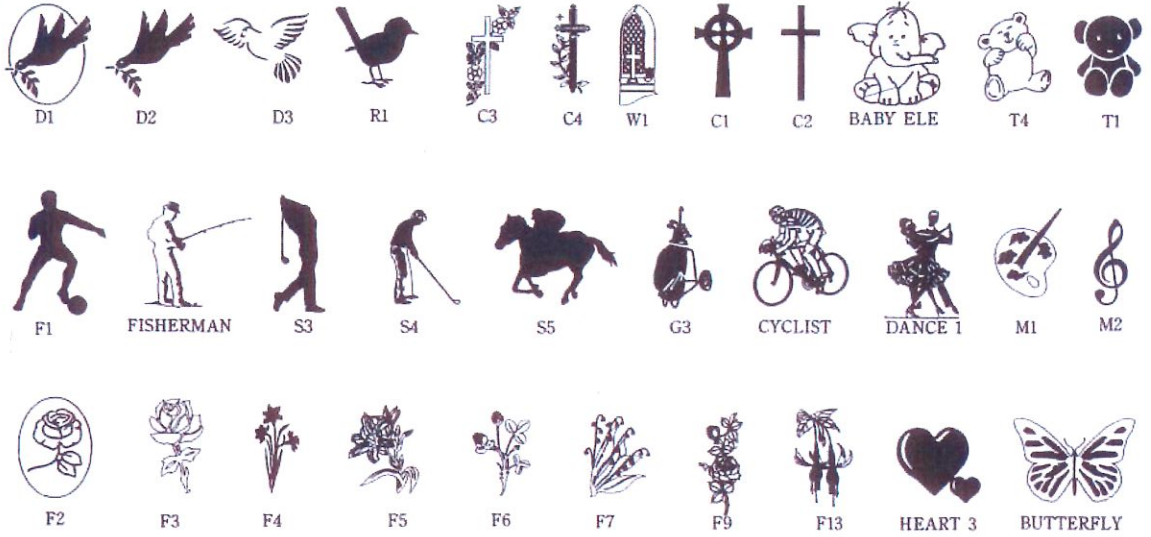 D1 D2 D3 R1 C3 C4 W1 C1 C2 BABY ELE T4 T1
F1 FISHERMAN S3 S4 S5 G3 CYCLIST DANCE 1 M1 M2
F2 F3 F4 F5 F6 F7 F9 F13 HEART 3 BUTTERFLY